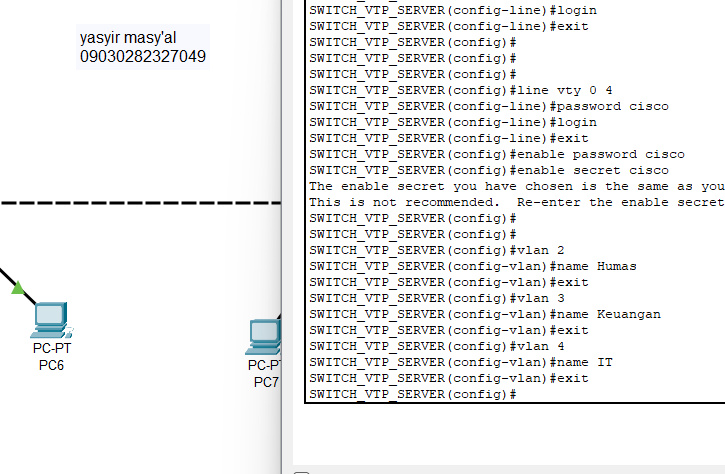 yasyir masy'al
09030282327049
PC-PT
PC6
PC-PT
PC7
SWITCH_VTP_SERVER(config-line)#login
SWITCH_VTP_SERVER(config-line)#exit
SWITCH_VTP_SERVER(config)#
SWITCH_VTP_SERVER(config)#
SWITCH_VTP_SERVER(config)#
SWITCH_VTP_SERVER(config)#line vty 0 4
SWITCH_VTP_SERVER(config-line)#password cisco
SWITCH_VTP_SERVER(config-line)#login
SWITCH_VTP_SERVER(config-line)#exit
SWITCH_VTP_SERVER(config)#enable password cisco
SWITCH_VTP_SERVER(config)#enable secret cisco
The enable secret you have chosen is the same as you
This is not recommended.  Re-enter the enable secret
SWITCH_VTP_SERVER(config)#
SWITCH_VTP_SERVER(config)#
SWITCH_VTP_SERVER(config)#vlan 2
SWITCH_VTP_SERVER(config-vlan)#name Humas
SWITCH_VTP_SERVER(config-vlan)#exit
SWITCH_VTP_SERVER(config)#vlan 3
SWITCH_VTP_SERVER(config-vlan)#name Keuangan
SWITCH_VTP_SERVER(config-vlan)#exit
SWITCH_VTP_SERVER(config)#vlan 4
SWITCH_VTP_SERVER(config-vlan)#name IT
SWITCH_VTP_SERVER(config-vlan)#exit
SWITCH_VTP_SERVER(config)#